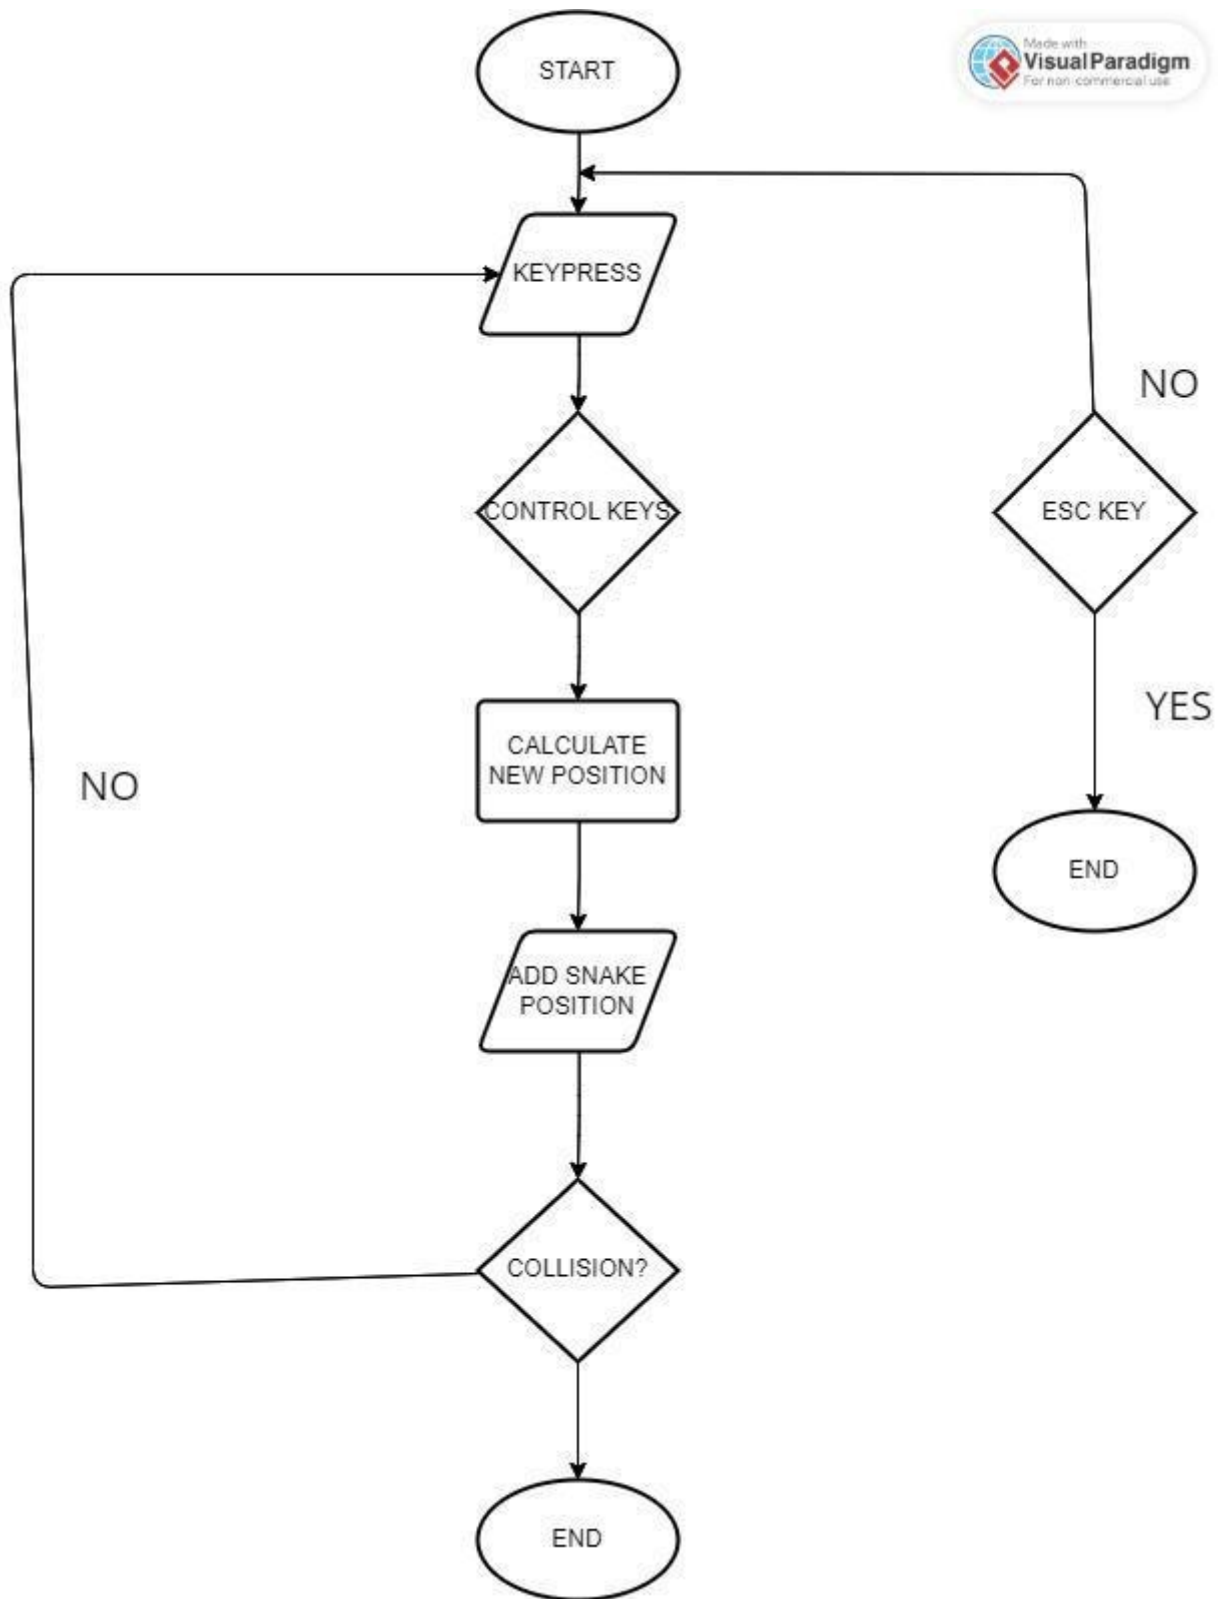 START
Made with
Visual Paradigm
For non-commercial use
KEYPRESS
NO
CONTROL KEYS
ESC KEY
YES
CALCULATE
NEW POSITION
NO
END
ADD SNAKE
POSITION
COLLISION?
END